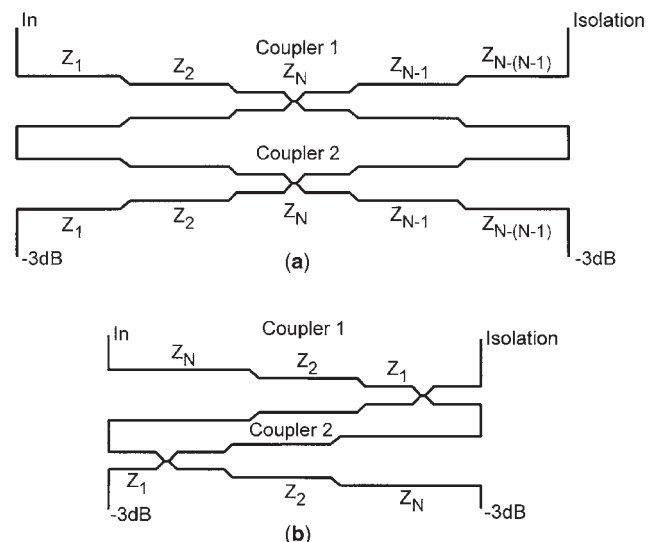 In
Isolation
Coupler 1
Z1 Z2 ZN ZN-1 ZN-(N-1)
Coupler 2
Z1 Z2 ZN ZN-1 ZN-(N-1)
-3dB -3dB
(a)
In Coupler 1 Isolation
ZN Z2 Z1
Coupler 2
Z1 Z2 ZN
-3dB -3dB
(b)